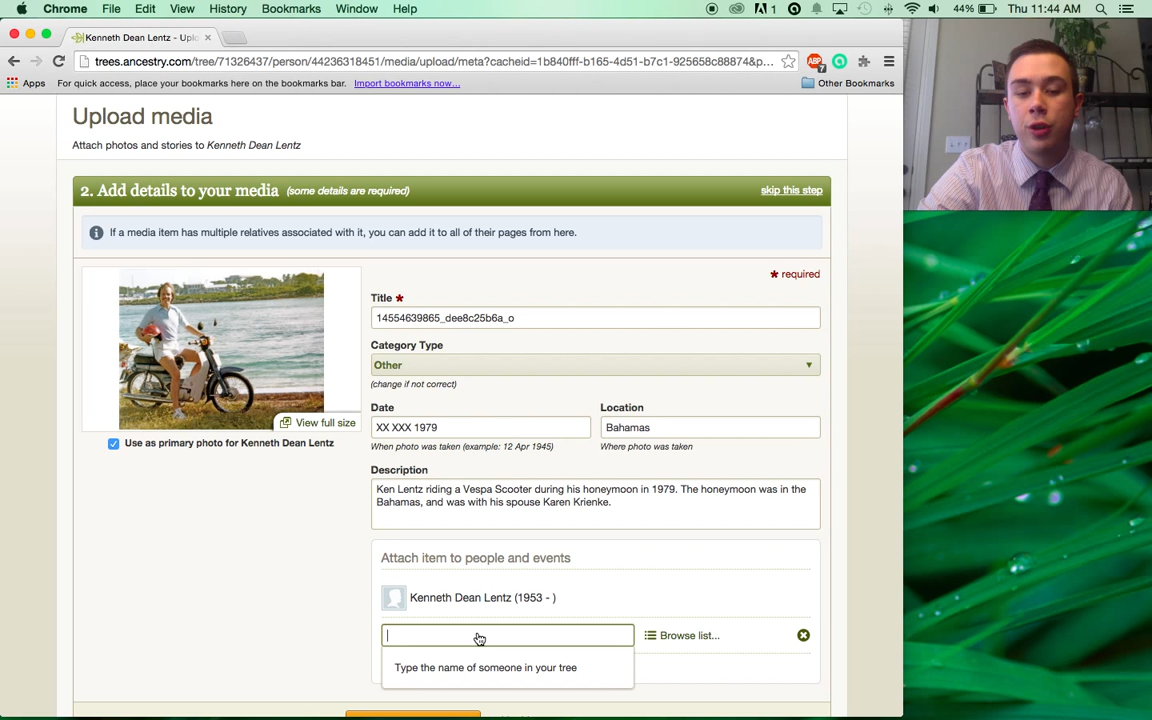 Chrome File Edit View History Bookmarks Window Help 1 44% Thu 11:44 AM
Kenneth Dean Lentz - Uplo
trees.ancestry.com/tree/71326437/person/44236318451/media/upload/meta?cacheid=1b840fff-b165-4d51-b7c1-925658c88874&p...
ABP 7
Apps For quick access, place your bookmarks here on the bookmarks bar. Import bookmarks now... Other Bookmarks
Upload media
Attach photos and stories to Kenneth Dean Lentz
2. Add details to your media (some details are required) skip this step
If a media item has multiple relatives associated with it, you can add it to all of their pages from here.
* required
Title *
14554639865_dee8c25b6a_o
Category Type
Other
(change if not correct)
Date Location
XX XXX 1979 Bahamas
When photo was taken (example: 12 Apr 1945) Where photo was taken
View full size
Use as primary photo for Kenneth Dean Lentz
Description
Ken Lentz riding a Vespa Scooter during his honeymoon in 1979. The honeymoon was in the
Bahamas, and was with his spouse Karen Krienke.
Attach item to people and events
Kenneth Dean Lentz (1953 - )
Browse list...
Type the name of someone in your tree